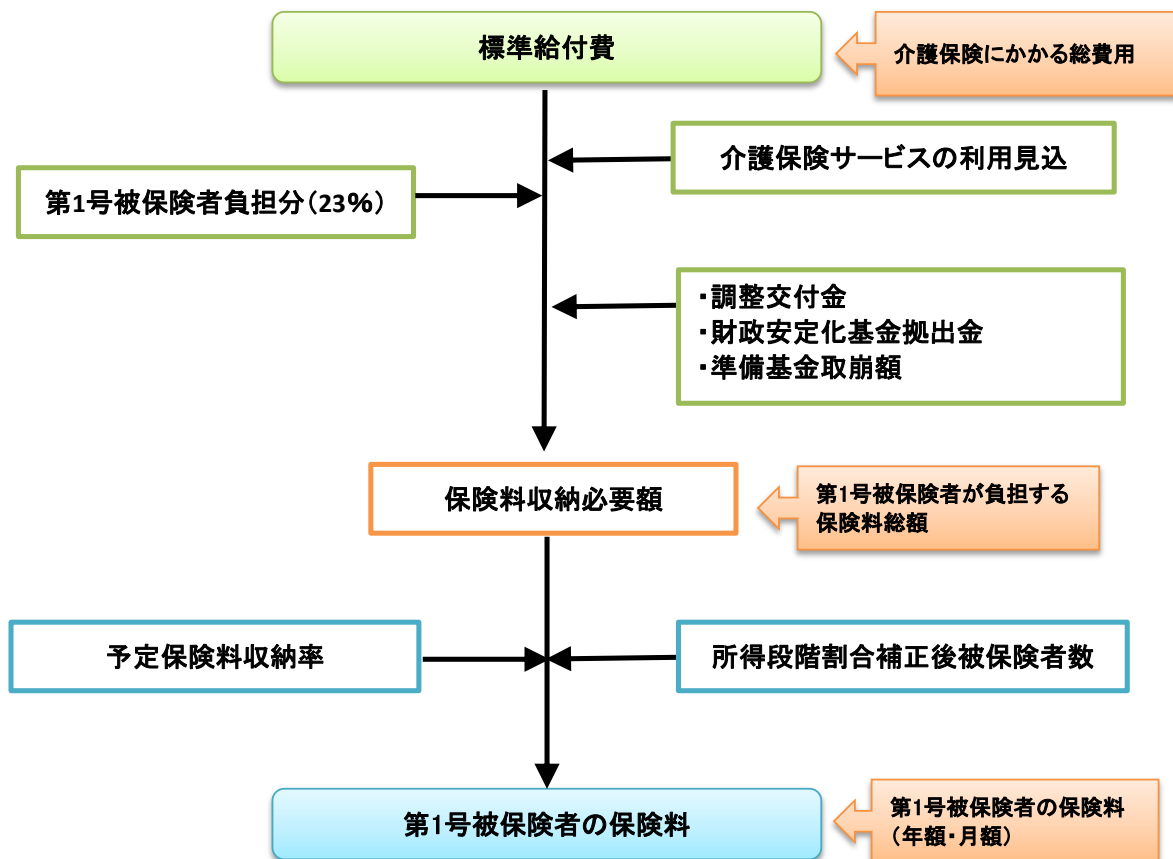 標準給付費
介護保険にかかる総費用
介護保険サービスの利用見込
第1号被保険者負担分(23%)
・調整交付金
・財政安定化基金拠出金
・準備基金取崩額
保険料収納必要額
第1号被保険者が負担する
保険料総額
予定保険料収納率
所得段階割合補正後被保険者数
第1号被保険者の保険料
第1号被保険者の保険料
(年額・月額)